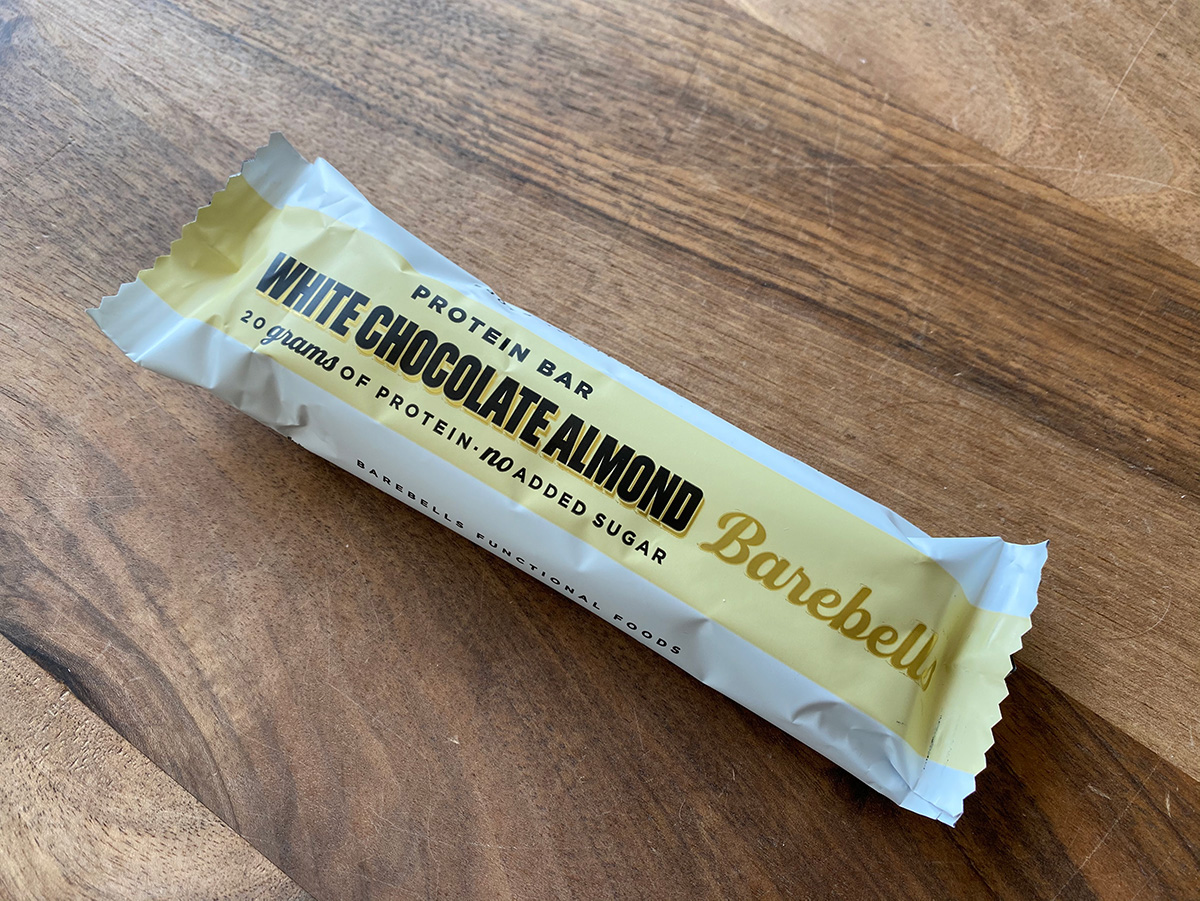 PROTEIN BAR
WHITE CHOCOLATE ALMOND
20 grams OF PROTEIN · no ADDED SUGAR
Barebells
BAREBELLS FUNCTIONAL FOODS